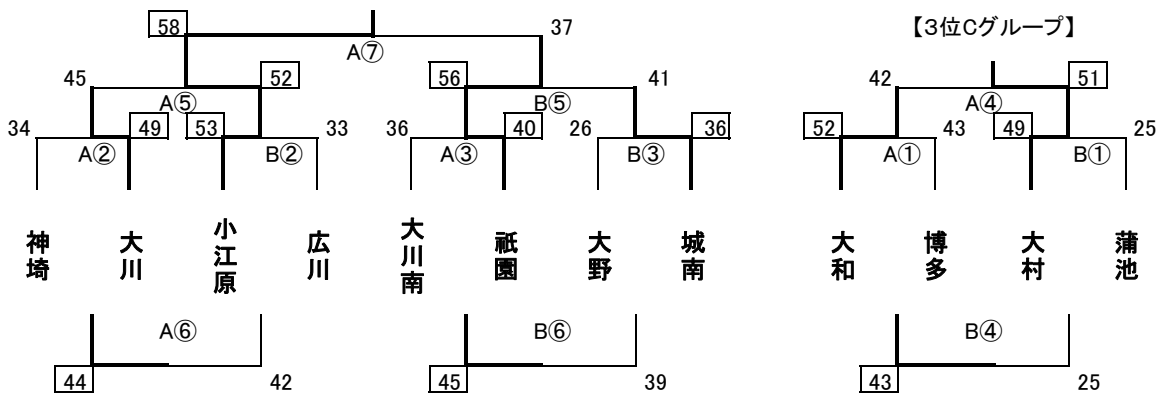 58 37 【3位Cグループ】
A⑦
45 52 56 41 42 51
A⑤ B⑤ A④
34 49 53 33 36 40 26 36 52 43 49 25
A② B② A③ B③ A① B①
神埼 大川 小江原 広川 大川南 祇園 大野 城南 大和 博多 大村 蒲池
A⑥ B⑥ B④
44 42 45 39 43 25